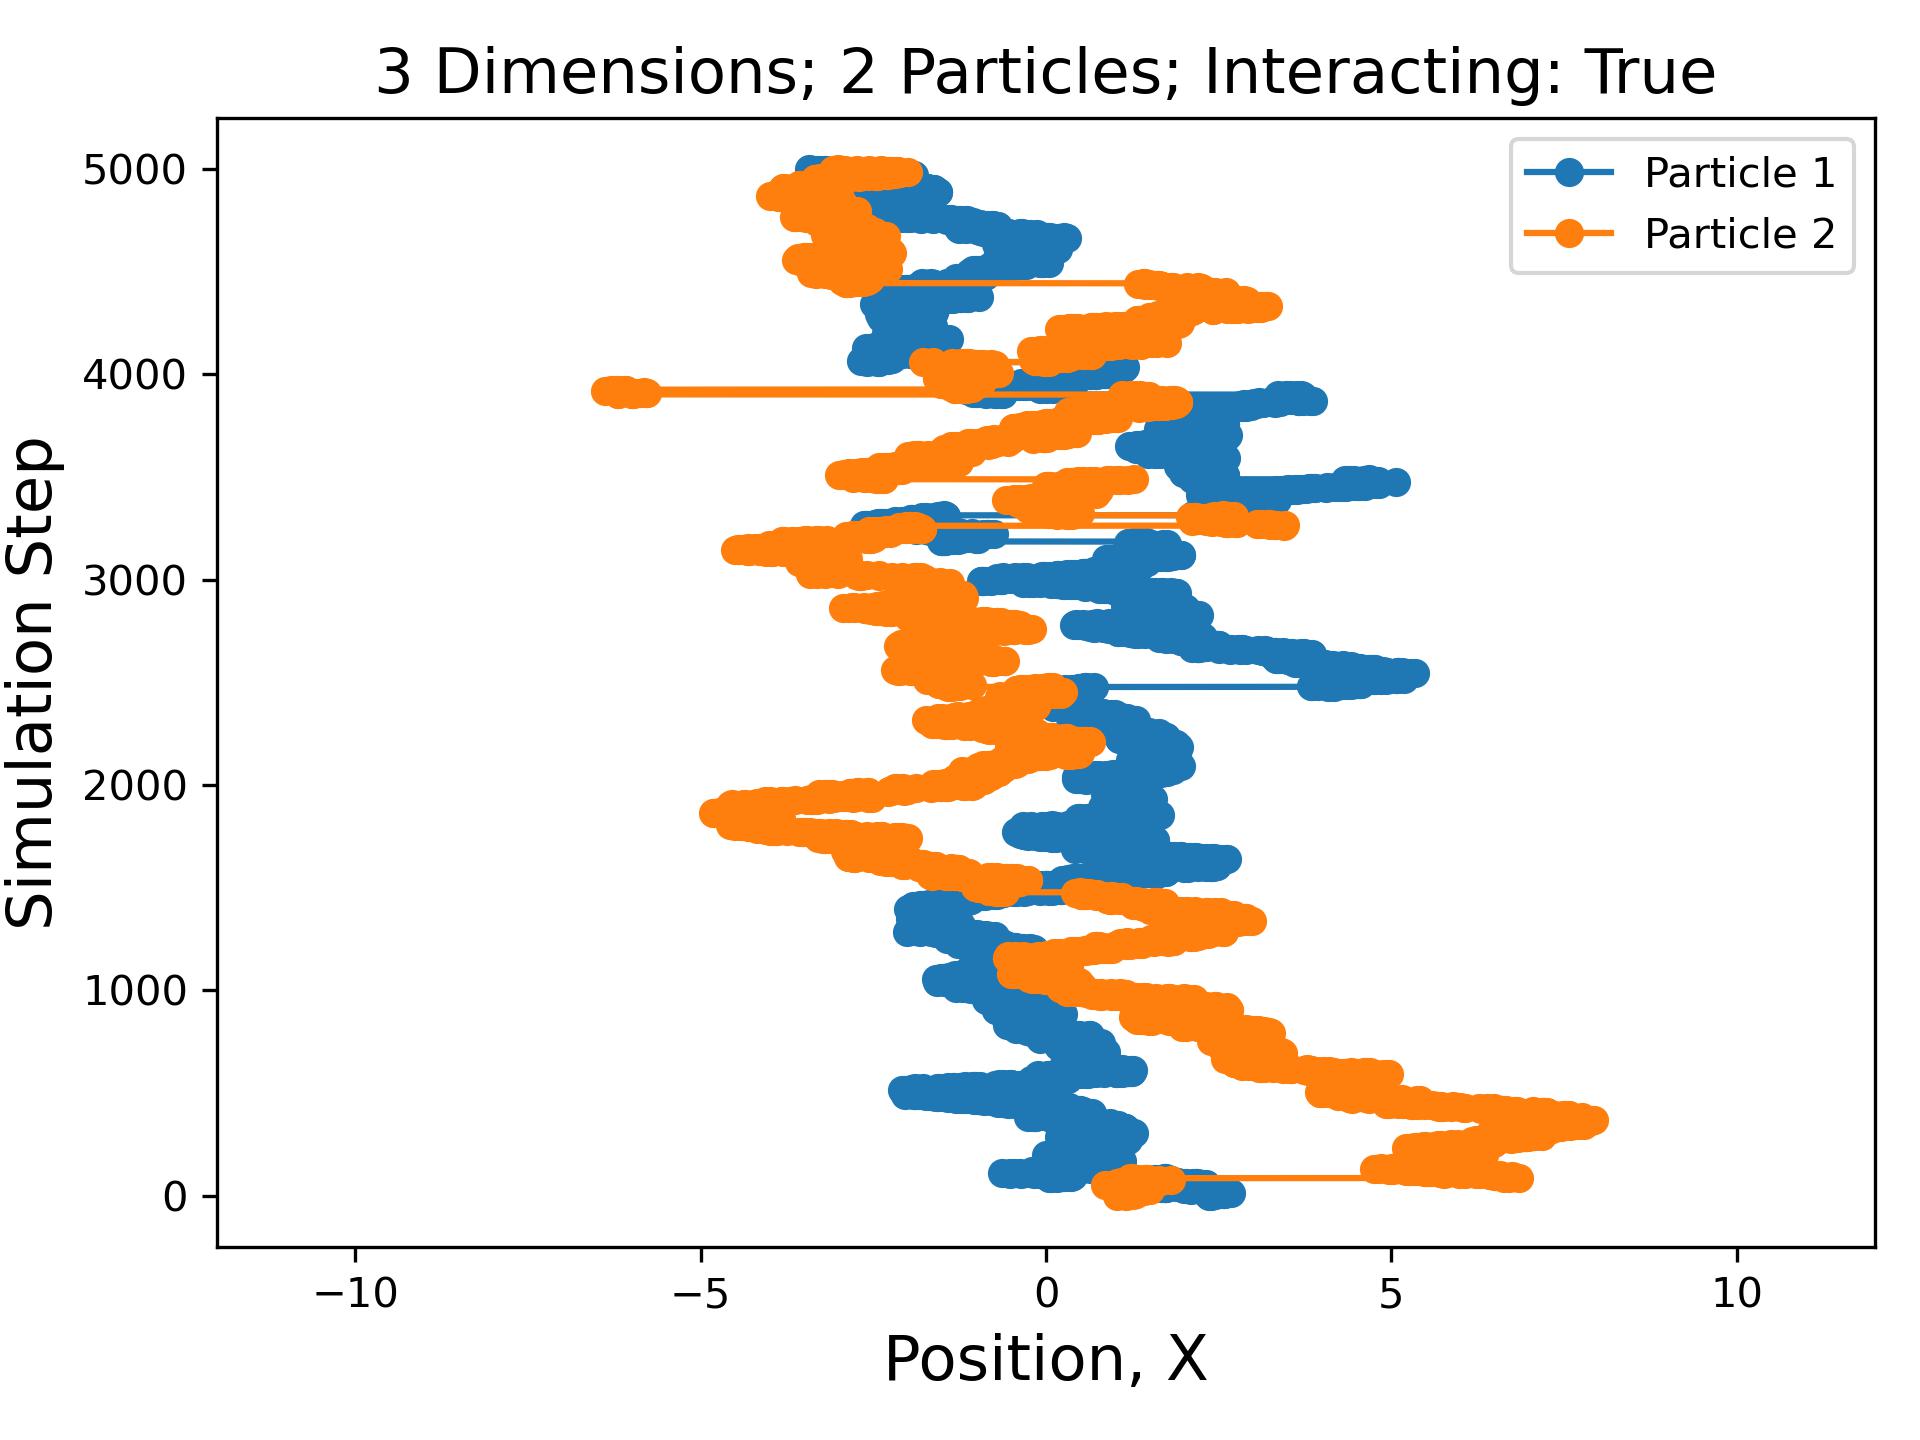 3 Dimensions; 2 Particles; Interacting: True
Particle 1
Particle 2
5000
4000
3000
2000
1000
0
Simulation Step
−10
−5
0
5
10
Position, X